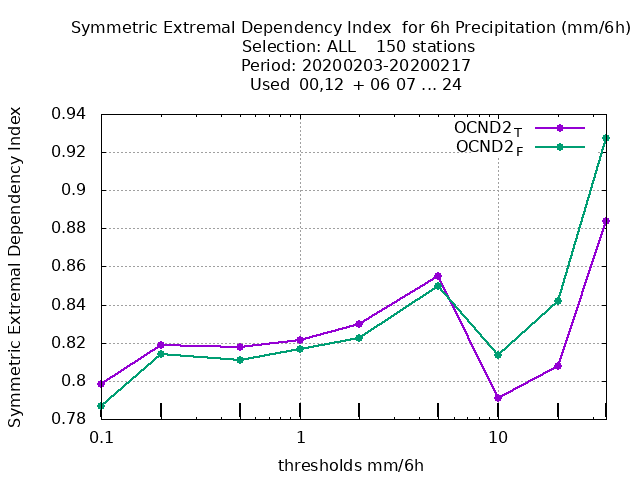 Symmetric Extremal Dependency Index  for 6h Precipitation (mm/6h)
Selection: ALL    150 stations
Period: 20200203-20200217
Used  00,12  + 06 07 ... 24
Symmetric Extremal Dependency Index
0.94
0.92
0.9
0.88
0.86
0.84
0.82
0.8
0.78
OCND2T
OCND2F
0.1
1
10
thresholds mm/6h